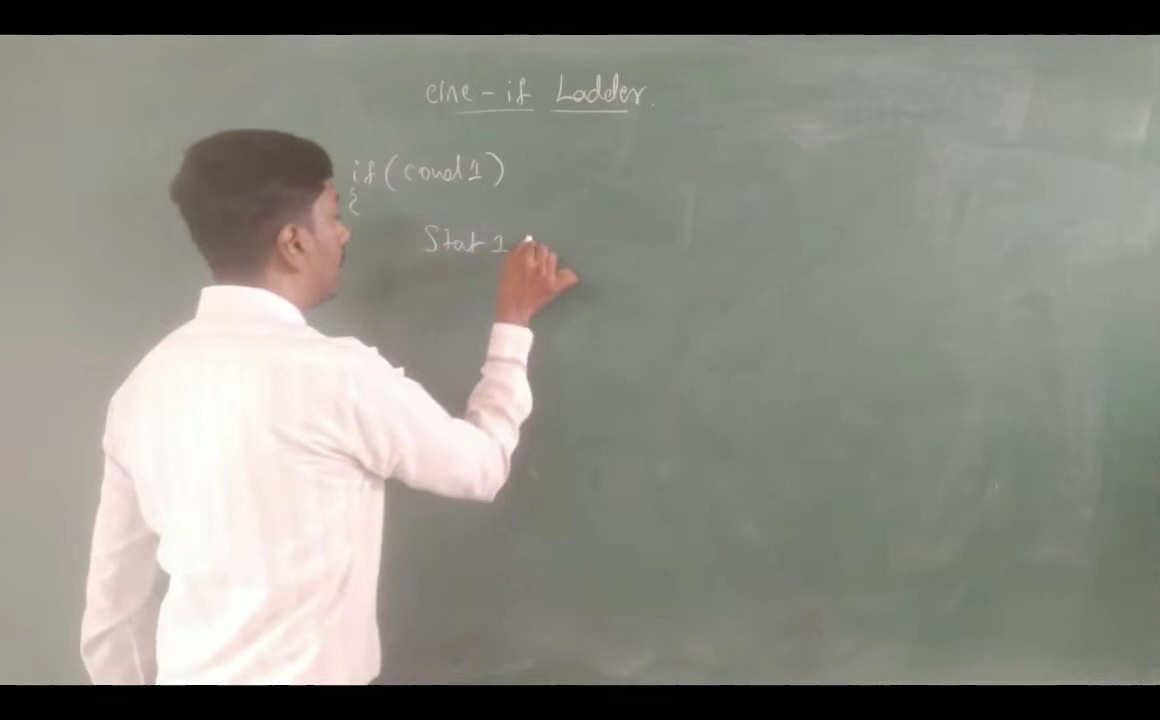 else-if Ladder.
if (cond 1)
{
Stat 1